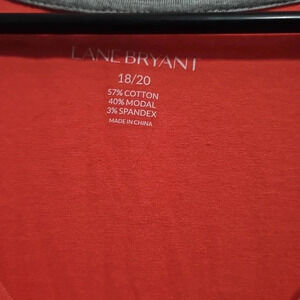 LANE BRYANT
18/20
57% COTTON
40% MODAL
3% SPANDEX
MADE IN CHINA